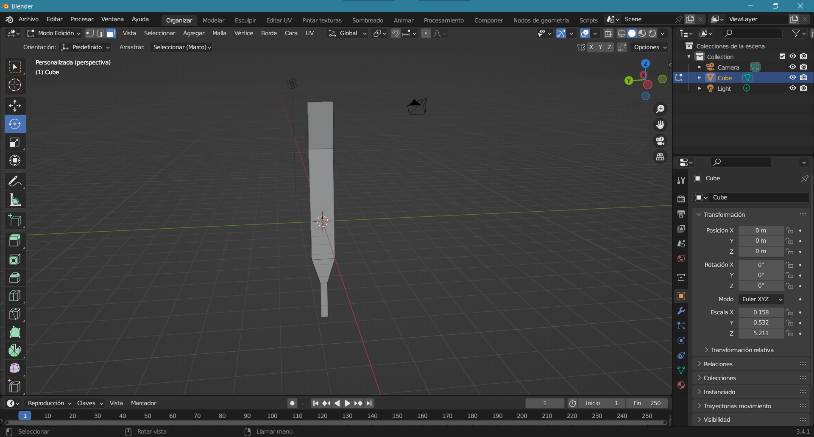 Blender
Archivo Editar Procesar Ventana Ayuda Organizar Modelar Esculpir Editar UV Pintar texturas Sombreado Animar Procesamiento Componer Nodos de geometría Scripts Scene ViewLayer
Modo Edición Vista Seleccionar Agregar Malla Vértice Borde Cara UV Global
Orientación: Predefinido Arrastrar: Seleccionar (Marco) X Y Z Opciones
Personalizada (perspectiva)
(1) Cube
Z
Y
X
Colecciones de la escena
Collection
Camera
Cube
Light
Cube
Cube
Transformación
Posición X 0 m
Y 0 m
Z 0 m
Rotación X 0°
Y 0°
Z 0°
Modo Euler XYZ
Escala X 0.158
Y 0.532
Z 5.211
Transformación relativa
Relaciones
Colecciones
Instanciado
Trayectorias movimiento
Visibilidad
Reproducción Claves Vista Marcador 1 Inicio 1 Fin 250
1 10 20 30 40 50 60 70 80 90 100 110 120 130 140 150 160 170 180 190 200 210 220 230 240 250
Seleccionar Rotar vista Llamar menú 3.4.1